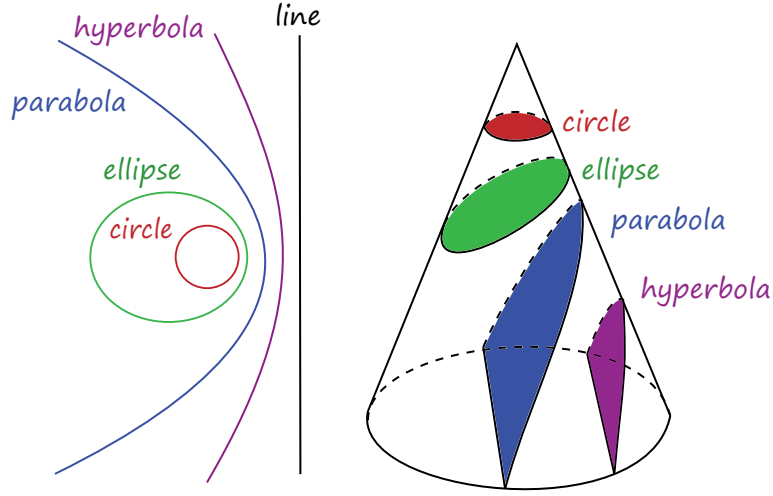 hyperbola
line
parabola
ellipse
circle
circle
ellipse
parabola
hyperbola